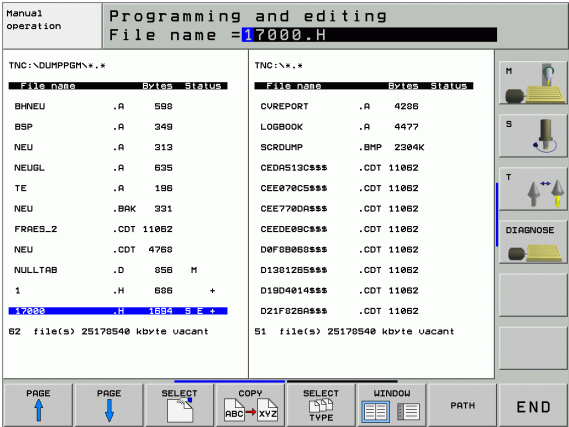 Manual
operation
Programming and editing
File name =17000.H
TNC:\DUMPPGM\*.*
File name Bytes Status
BHNEU .A 598
BSP .A 349
NEU .A 313
NEUGL .A 635
TE .A 196
NEU .BAK 331
FRAES_2 .CDT 11062
NEU .CDT 4768
NULLTAB .D 856 M
1 .H 686 +
17000 .H 1694 S E +
62 file(s) 25178540 kbyte vacant
TNC:\*.*
File name Bytes Status
CVREPORT .A 4286
LOGBOOK .A 4477
SCRDUMP .BMP 2304K
CEDA513C$$$ .CDT 11062
CEE070C5$$$ .CDT 11062
CEE770DA$$$ .CDT 11062
CEEDE09C$$$ .CDT 11062
D0F8B068$$$ .CDT 11062
D1381265$$$ .CDT 11062
D19D4014$$$ .CDT 11062
D21F826A$$$ .CDT 11062
51 file(s) 25178540 kbyte vacant
M
S
T
DIAGNOSE
PAGE
PAGE
SELECT
COPY
ABC XYZ
SELECT
TYPE
WINDOW
PATH
END